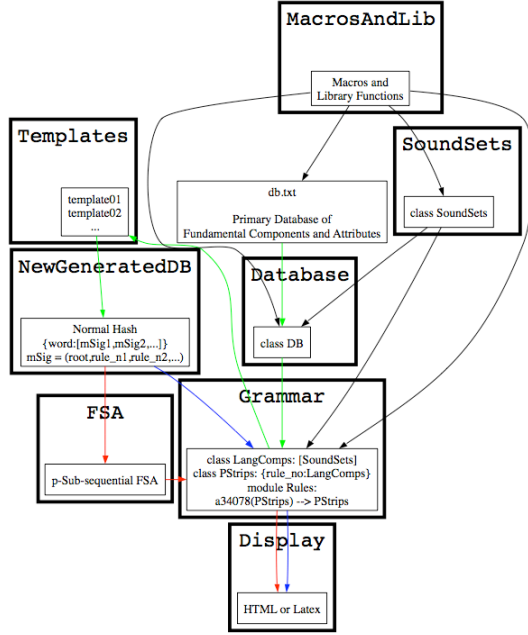 MacrosAndLib
Macros and
Library Functions
Templates
template01
template02
...
db.txt
Primary Database of
Fundamental Components and Attributes
SoundSets
class SoundSets
NewGeneratedDB
Normal Hash
{word:[mSig1,mSig2,...]}
mSig = (root,rule_n1,rule_n2,...)
Database
class DB
FSA
p-Sub-sequential FSA
Grammar
class LangComps: [SoundSets]
class PStrips: {rule_no:LangComps}
module Rules:
a34078(PStrips) --> PStrips
Display
HTML or Latex